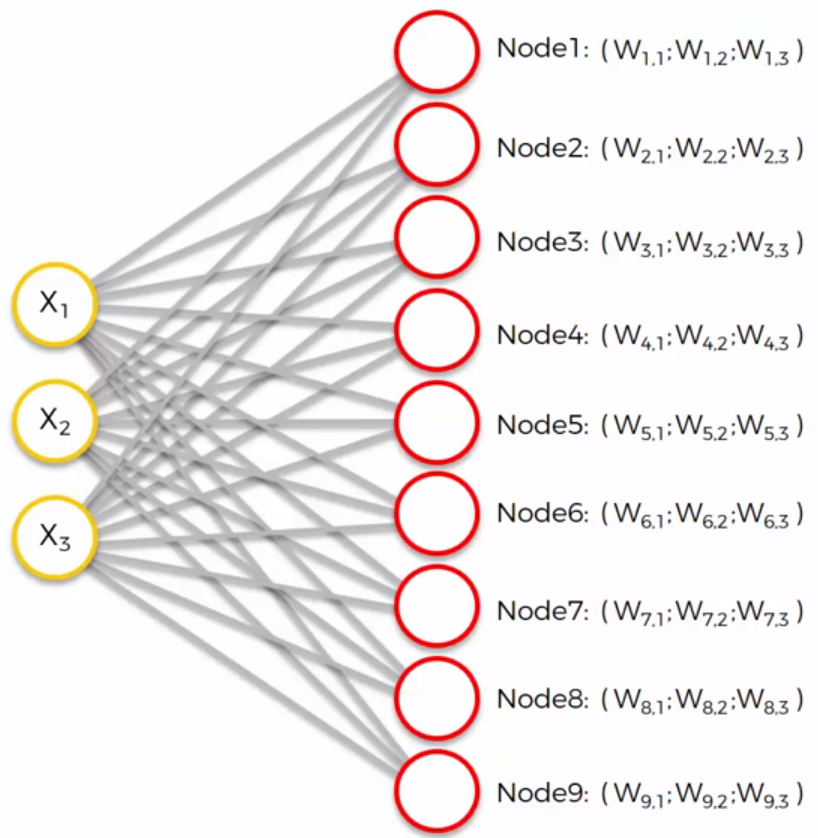 X₁
X₂
X₃
Node1: (W₁,₁;W₁,₂;W₁,₃)
Node2: (W₂,₁;W₂,₂;W₂,₃)
Node3: (W₃,₁;W₃,₂;W₃,₃)
Node4: (W₄,₁;W₄,₂;W₄,₃)
Node5: (W₅,₁;W₅,₂;W₅,₃)
Node6: (W₆,₁;W₆,₂;W₆,₃)
Node7: (W₇,₁;W₇,₂;W₇,₃)
Node8: (W₈,₁;W₈,₂;W₈,₃)
Node9: (W₉,₁;W₉,₂;W₉,₃)